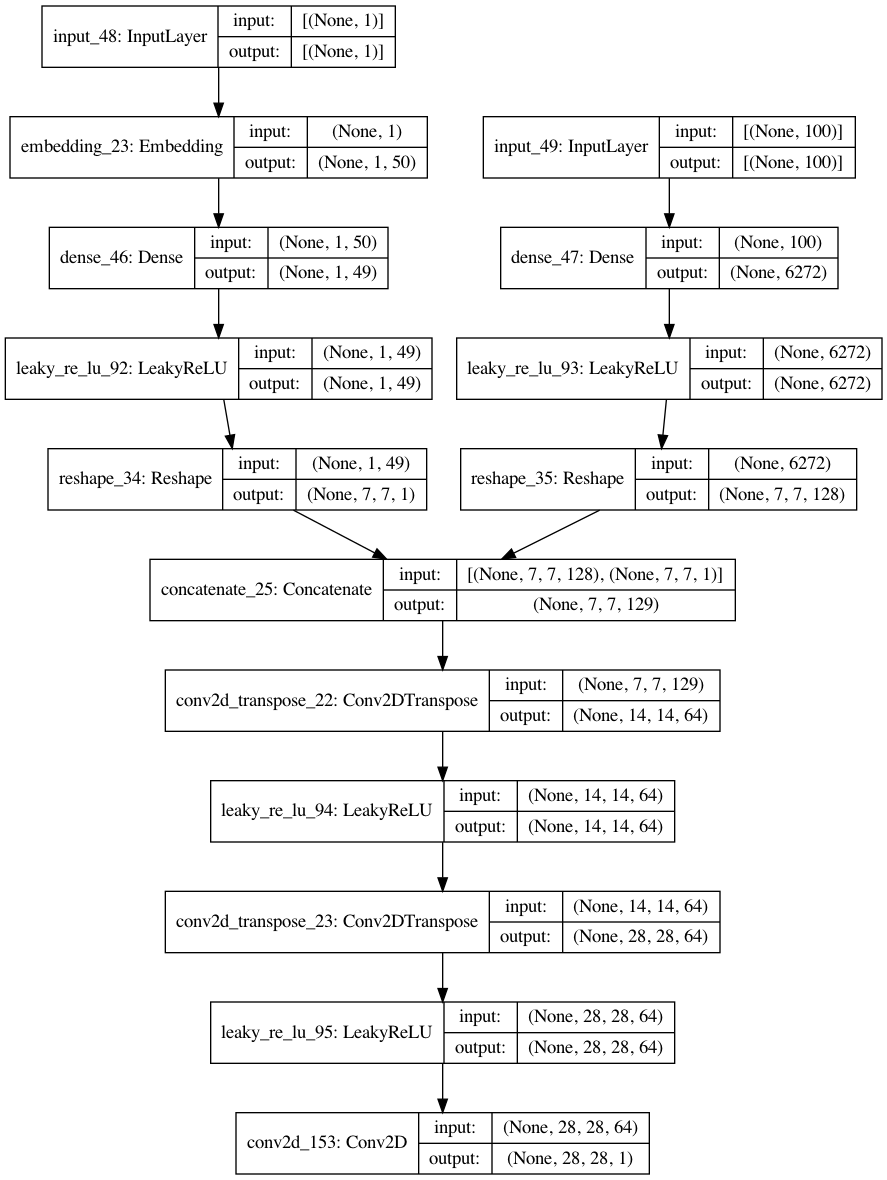 input_48: InputLayer
input: [(None, 1)]
output: [(None, 1)]
embedding_23: Embedding
input: (None, 1)
output: (None, 1, 50)
input_49: InputLayer
input: [(None, 100)]
output: [(None, 100)]
dense_46: Dense
input: (None, 1, 50)
output: (None, 1, 49)
dense_47: Dense
input: (None, 100)
output: (None, 6272)
leaky_re_lu_92: LeakyReLU
input: (None, 1, 49)
output: (None, 1, 49)
leaky_re_lu_93: LeakyReLU
input: (None, 6272)
output: (None, 6272)
reshape_34: Reshape
input: (None, 1, 49)
output: (None, 7, 7, 1)
reshape_35: Reshape
input: (None, 6272)
output: (None, 7, 7, 128)
concatenate_25: Concatenate
input: [(None, 7, 7, 128), (None, 7, 7, 1)]
output: (None, 7, 7, 129)
conv2d_transpose_22: Conv2DTranspose
input: (None, 7, 7, 129)
output: (None, 14, 14, 64)
leaky_re_lu_94: LeakyReLU
input: (None, 14, 14, 64)
output: (None, 14, 14, 64)
conv2d_transpose_23: Conv2DTranspose
input: (None, 14, 14, 64)
output: (None, 28, 28, 64)
leaky_re_lu_95: LeakyReLU
input: (None, 28, 28, 64)
output: (None, 28, 28, 64)
conv2d_153: Conv2D
input: (None, 28, 28, 64)
output: (None, 28, 28, 1)